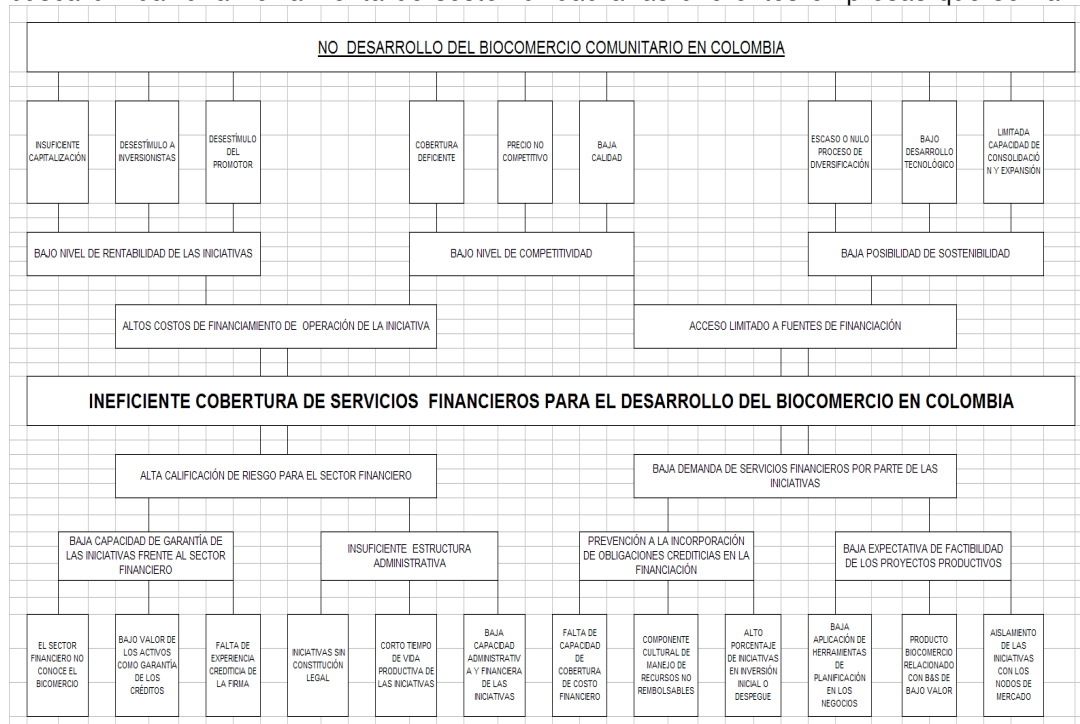 NO DESARROLLO DEL BIOCOMERCIO COMUNITARIO EN COLOMBIA
INSUFICIENTE
CAPITALIZACIÓN
DESESTÍMULO A
INVERSIONISTAS
DESESTÍMULO
DEL
PROMOTOR
COBERTURA
DEFICIENTE
PRECIO NO
COMPETITIVO
BAJA
CALIDAD
ESCASO O NULO
PROCESO DE
DIVERSIFICACIÓN
BAJO
DESARROLLO
TECNOLÓGICO
LIMITADA
CAPACIDAD DE
CONSOLIDACIÓ
N Y EXPANSIÓN
BAJO NIVEL DE RENTABILIDAD DE LAS INICIATIVAS
BAJO NIVEL DE COMPETITIVIDAD
BAJA POSIBILIDAD DE SOSTENIBILIDAD
ALTOS COSTOS DE FINANCIAMIENTO DE OPERACIÓN DE LA INICIATIVA
ACCESO LIMITADO A FUENTES DE FINANCIACIÓN
INEFICIENTE COBERTURA DE SERVICIOS FINANCIEROS PARA EL DESARROLLO DEL BIOCOMERCIO EN COLOMBIA
ALTA CALIFICACIÓN DE RIESGO PARA EL SECTOR FINANCIERO
BAJA DEMANDA DE SERVICIOS FINANCIEROS POR PARTE DE LAS
INICIATIVAS
BAJA CAPACIDAD DE GARANTÍA DE
LAS INICIATIVAS FRENTE AL SECTOR
FINANCIERO
INSUFICIENTE ESTRUCTURA
ADMINISTRATIVA
PREVENCIÓN A LA INCORPORACIÓN
DE OBLIGACIONES CREDITICIAS EN LA
FINANCIACIÓN
BAJA EXPECTATIVA DE FACTIBILIDAD
DE LOS PROYECTOS PRODUCTIVOS
EL SECTOR
FINANCIERO NO
CONOCE EL
BICOMERCIO
BAJO VALOR DE
LOS ACTIVOS
COMO GARANTÍA
DE LOS
CRÉDITOS
FALTA DE
EXPERIENCIA
CREDITICIA DE
LA FIRMA
INICIATIVAS SIN
CONSTITUCIÓN
LEGAL
CORTO TIEMPO
DE VIDA
PRODUCTIVA DE
LAS INICIATIVAS
BAJA
CAPACIDAD
ADMINISTRATIV
A Y FINANCIERA
DE LAS
INICIATIVAS
FALTA DE
CAPACIDAD
DE
COBERTURA
DE COSTO
FINANCIERO
COMPONENTE
CULTURAL DE
MANEJO DE
RECURSOS NO
REMBOLSABLES
ALTO
PORCENTAJE
DE INICIATIVAS
EN INVERSIÓN
INICIAL O
DESPEGUE
BAJA
APLICACIÓN DE
HERRAMIENTAS
DE
PLANIFICACIÓN
EN LOS
NEGOCIOS
PRODUCTO
BIOCOMERCIO
RELACIONADO
CON B&S DE
BAJO VALOR
AISLAMIENTO
DE LAS
INICIATIVAS
CON LOS
NODOS DE
MERCADO